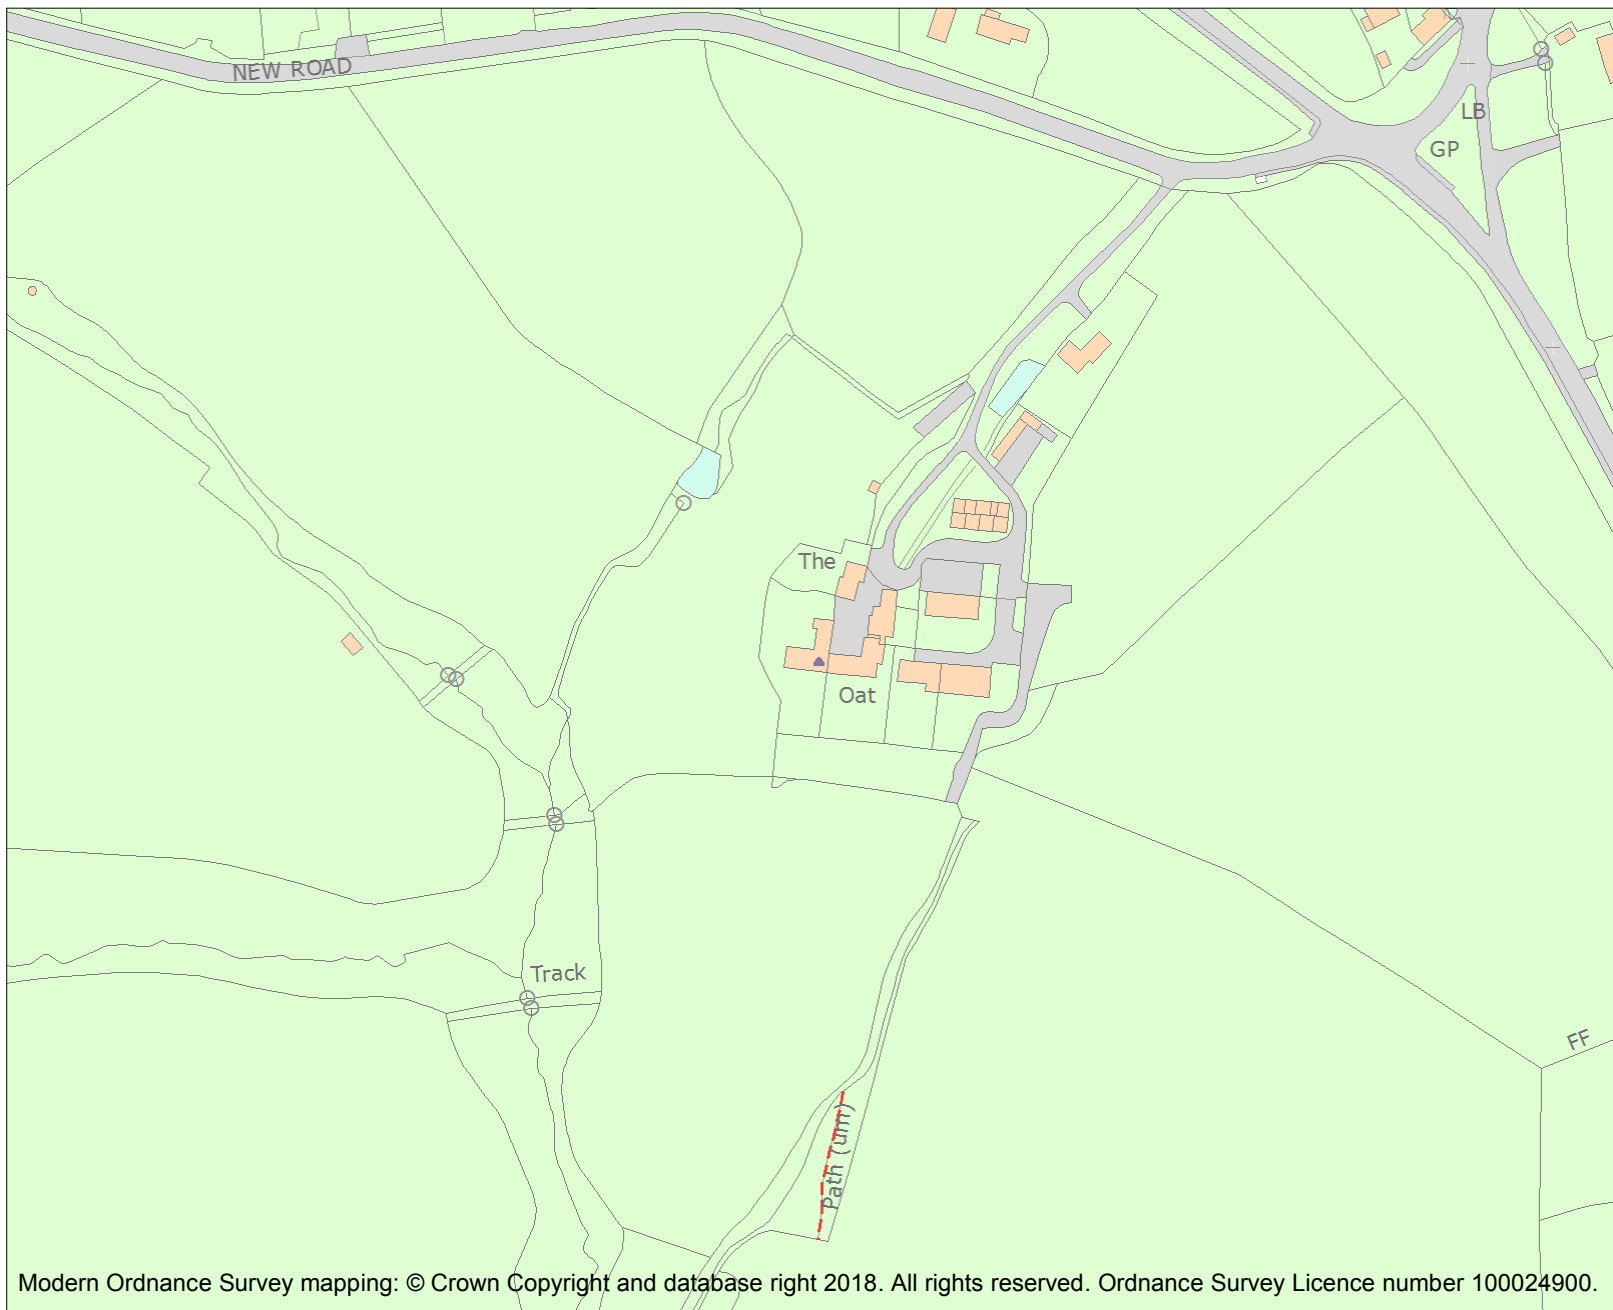 NEW ROAD
LB
GP
The
Oat
Track
FF
Path (um)
Modern Ordnance Survey mapping: © Crown Copyright and database right 2018. All rights reserved. Ordnance Survey Licence number 100024900.